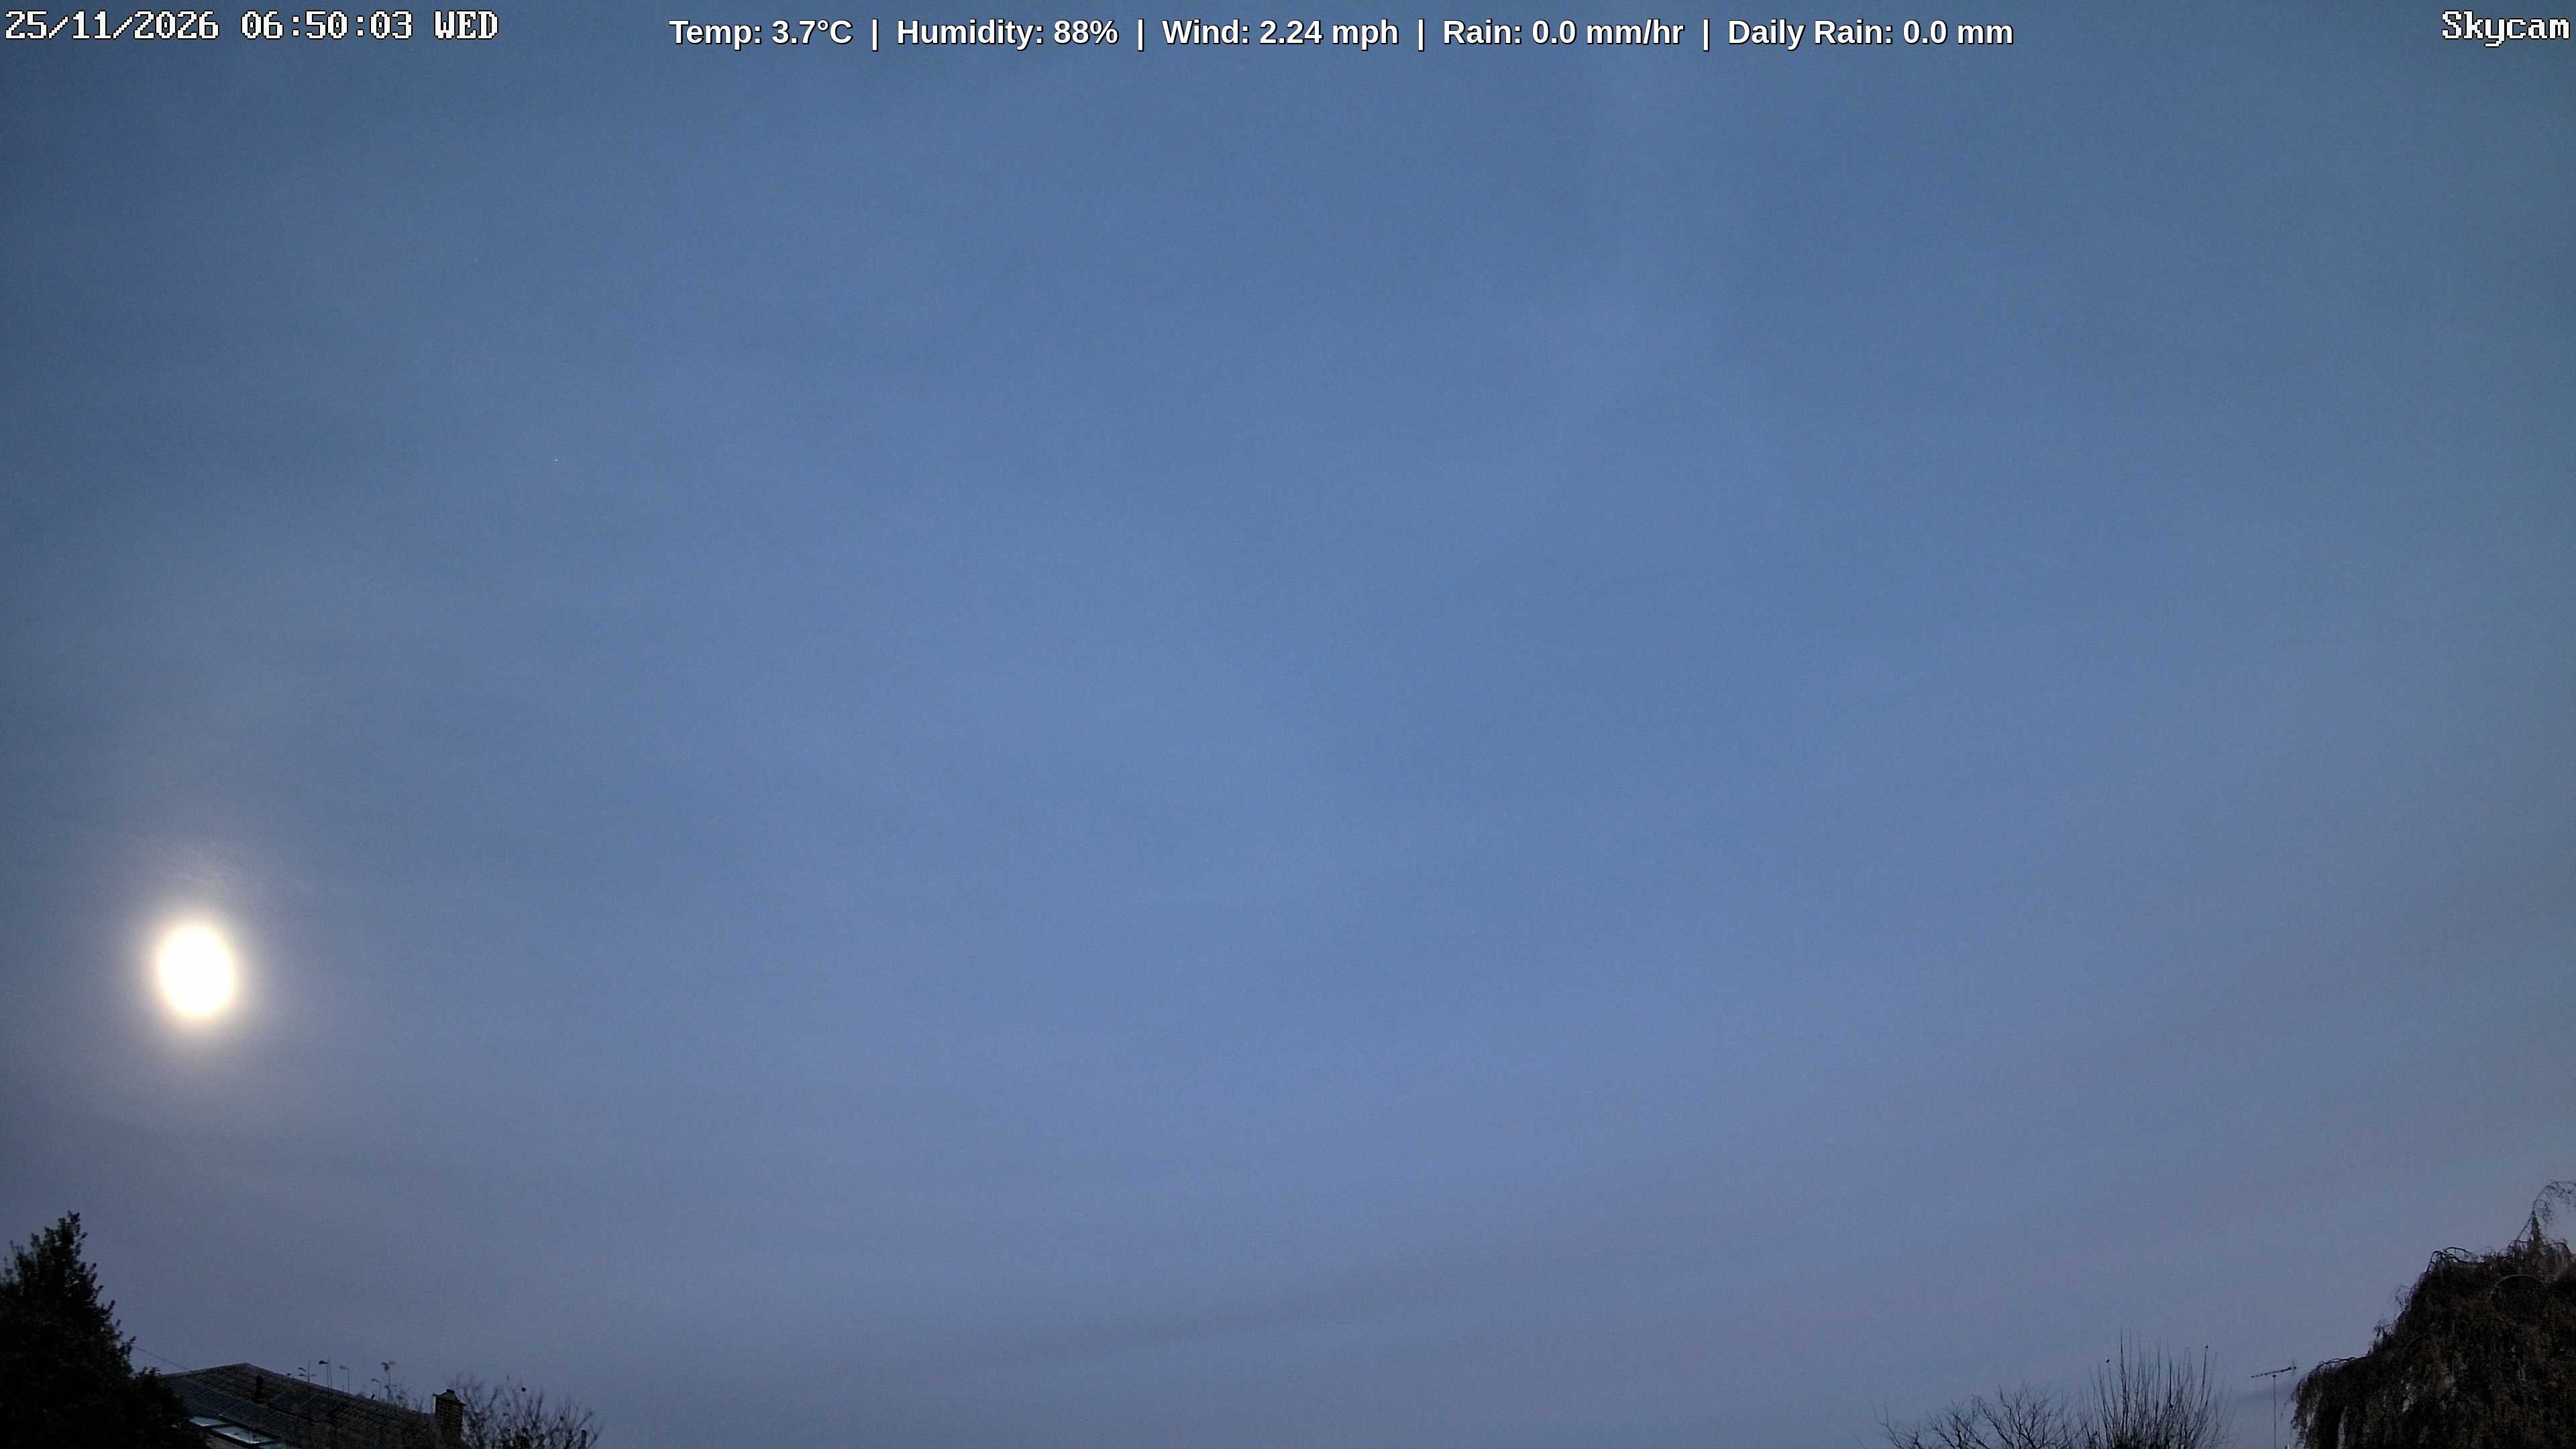 25/11/2026 06:50:03 WED
Temp: 3.7°C | Humidity: 88% | Wind: 2.24 mph | Rain: 0.0 mm/hr | Daily Rain: 0.0 mm
Skycam